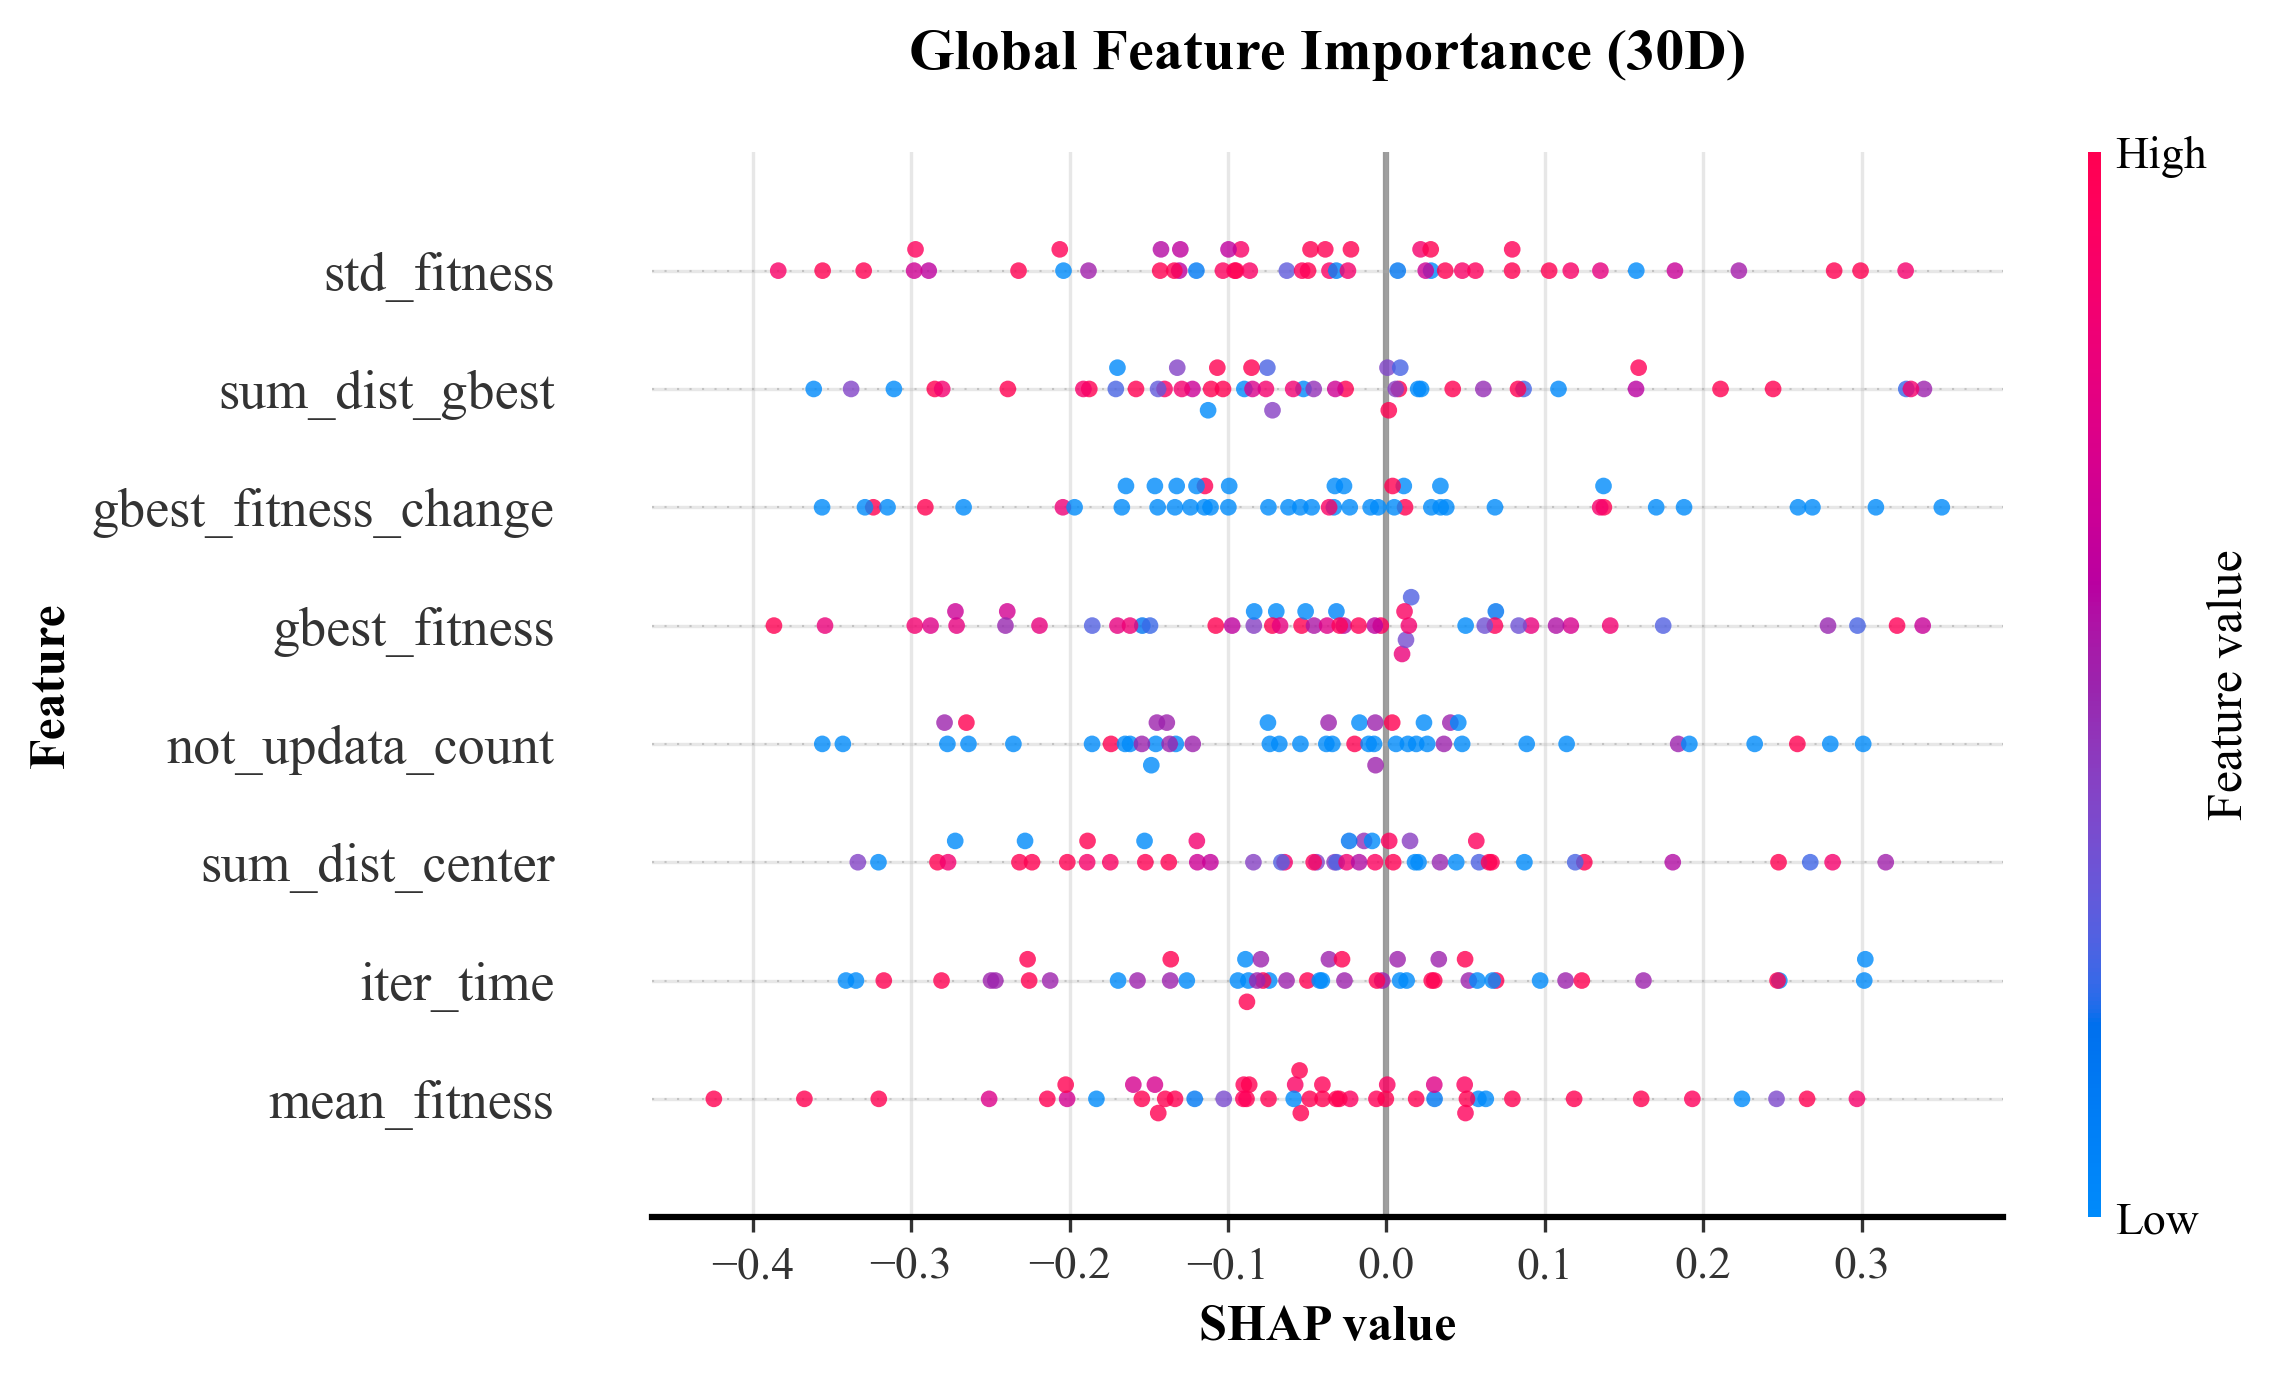 Global Feature Importance (30D)
High
std_fitness
sum_dist_gbest
gbest_fitness_change
gbest_fitness
not_updata_count
sum_dist_center
iter_time
mean_fitness
Feature
Feature value
Low
−0.4 −0.3 −0.2 −0.1 0.0 0.1 0.2 0.3
SHAP value